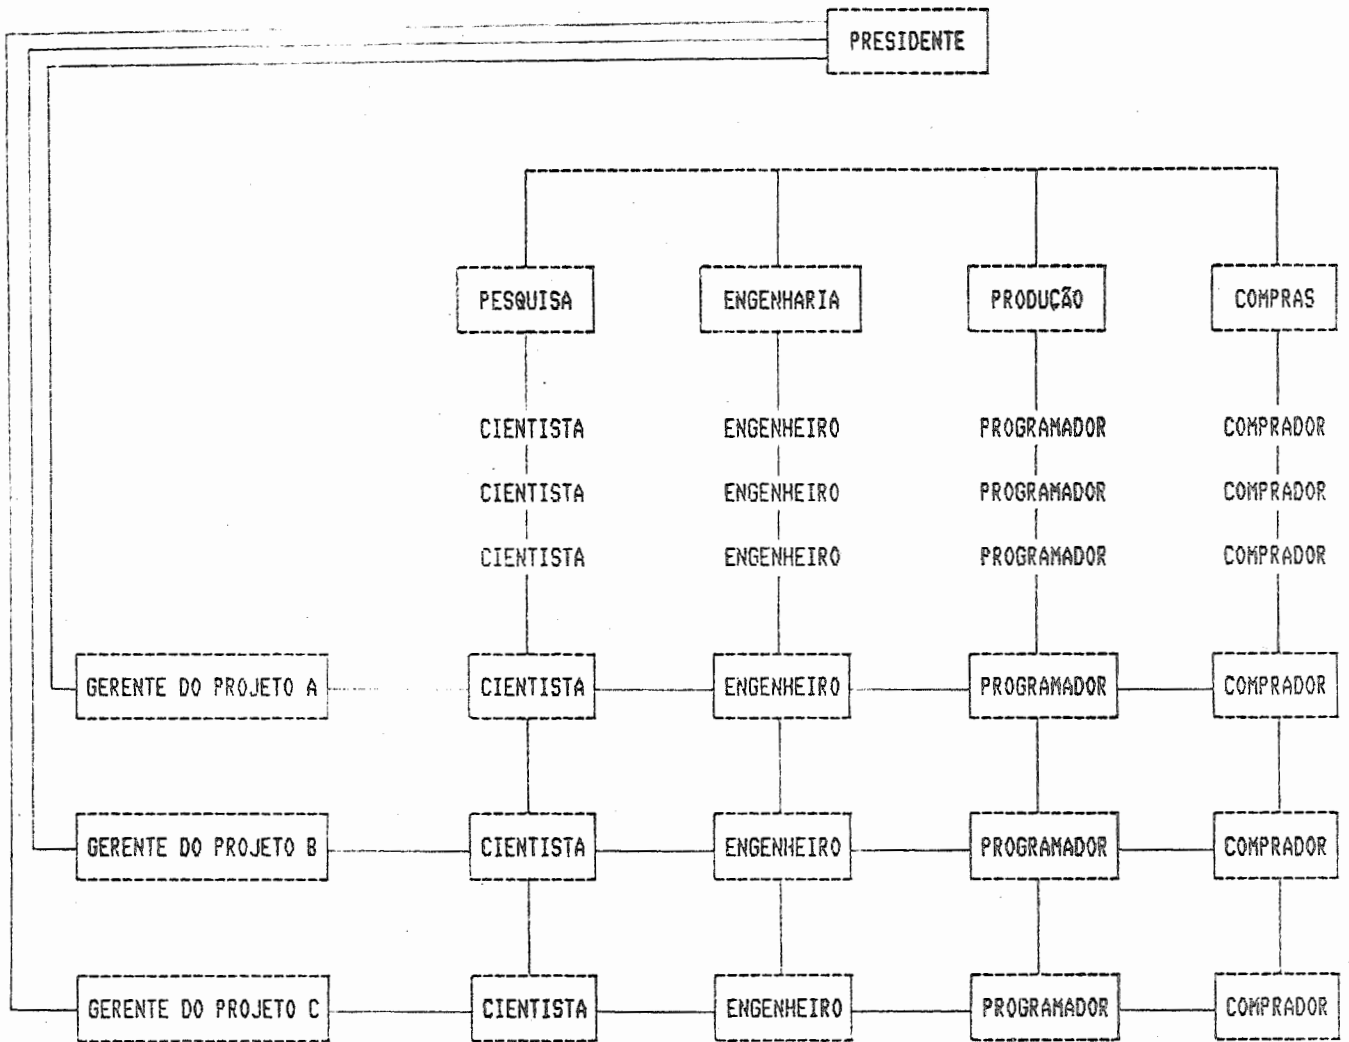 PRESIDENTE
PESQUISA ENGENHARIA PRODUÇÃO COMPRAS
CIENTISTA ENGENHEIRO PROGRAMADOR COMPRADOR
CIENTISTA ENGENHEIRO PROGRAMADOR COMPRADOR
CIENTISTA ENGENHEIRO PROGRAMADOR COMPRADOR
GERENTE DO PROJETO A CIENTISTA ENGENHEIRO PROGRAMADOR COMPRADOR
GERENTE DO PROJETO B CIENTISTA ENGENHEIRO PROGRAMADOR COMPRADOR
GERENTE DO PROJETO C CIENTISTA ENGENHEIRO PROGRAMADOR COMPRADOR